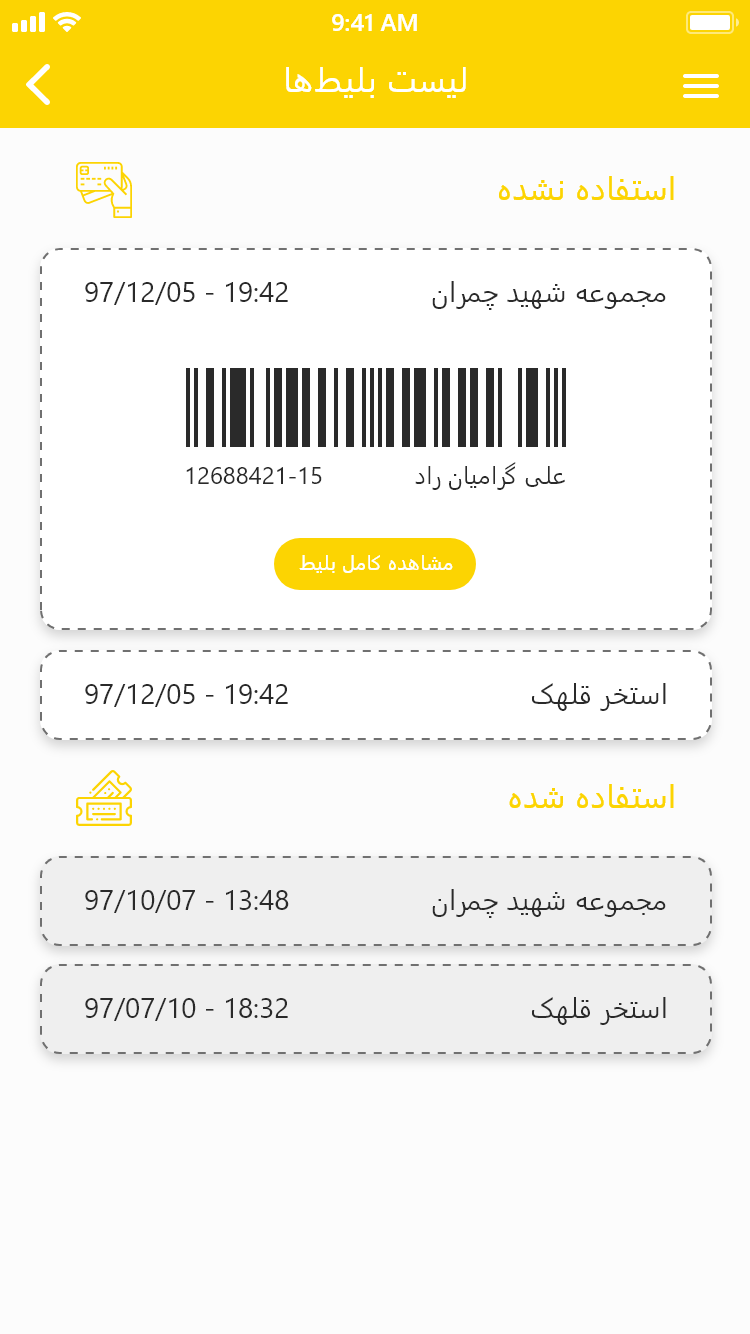 9:41 AM
لیست بلیط‌ها
استفاده نشده
مجموعه شهید چمران
97/12/05 - 19:42
علی گرامیان راد
12688421-15
مشاهده کامل بلیط
استخر قلهک
97/12/05 - 19:42
استفاده شده
مجموعه شهید چمران
97/10/07 - 13:48
استخر قلهک
97/07/10 - 18:32